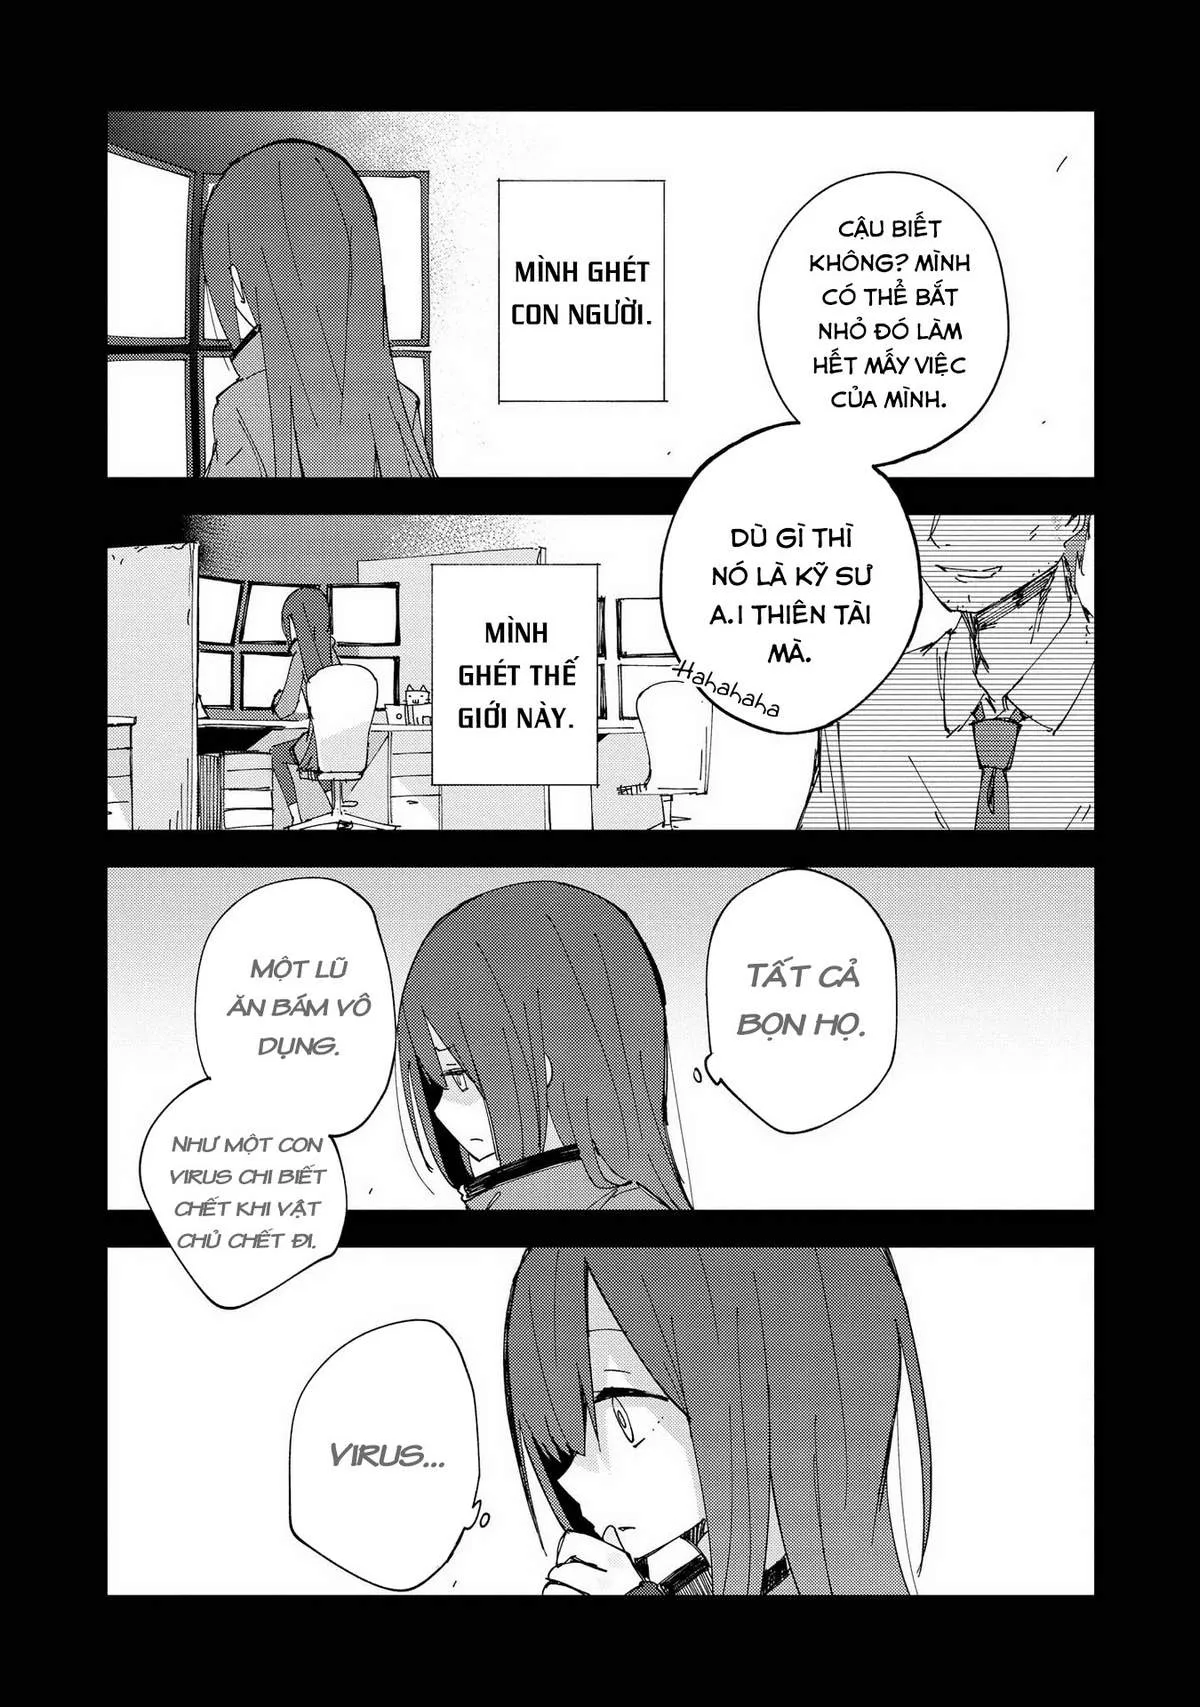 CẬU BIẾT
KHÔNG? MÌNH
CÓ THỂ BẮT
NHỎ ĐÓ LÀM
HẾT MẤY VIỆC
CỦA MÌNH.
MÌNH GHÉT
CON NGƯỜI.
DÙ GÌ THÌ
NÓ LÀ KỸ SƯ
A.I THIÊN TÀI
MÀ.
Hahahaha
MÌNH
GHÉT THẾ
GIỚI NÀY.
TẤT CẢ
BỌN HỌ.
MỘT LŨ
ĂN BÁM VÔ
DỤNG.
NHƯ MỘT CON
VIRUS CHI BIẾT
CHẾT KHI VẬT
CHỦ CHẾT ĐI.
VIRUS...